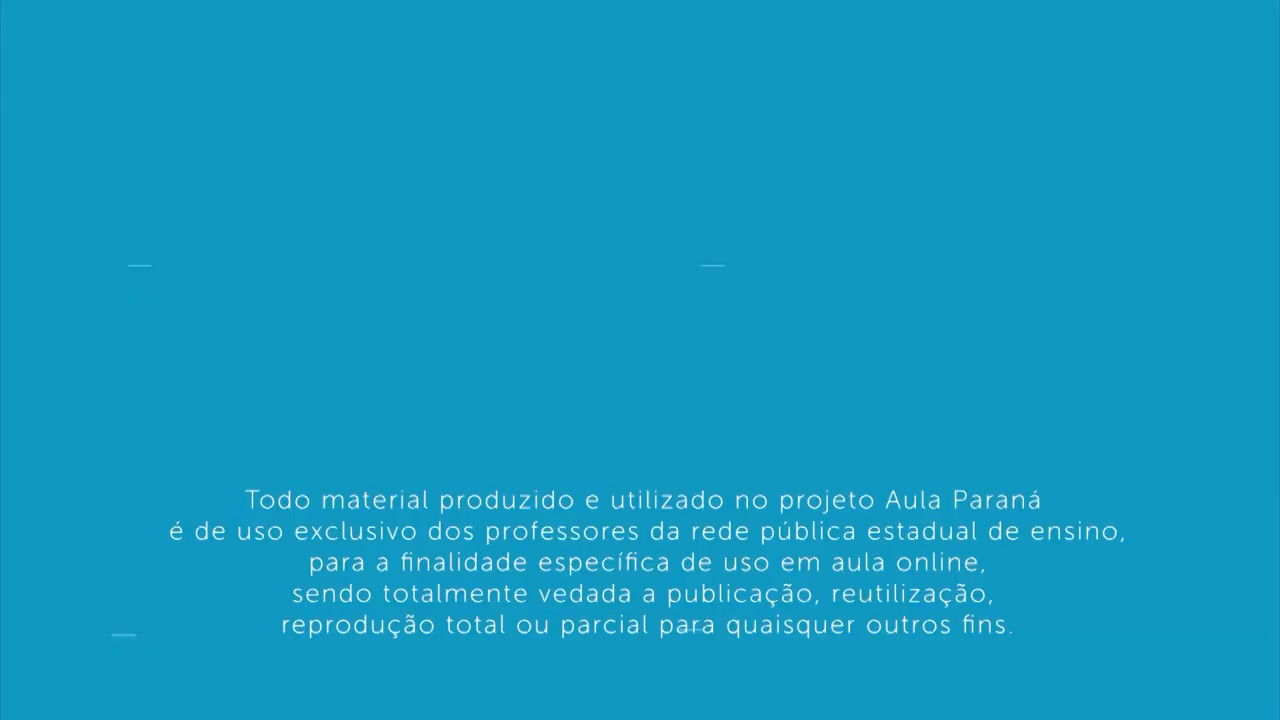 Todo material produzido e utilizado no projeto Aula Paraná
é de uso exclusivo dos professores da rede pública estadual de ensino,
para a finalidade específica de uso em aula online,
sendo totalmente vedada a publicação, reutilização,
reprodução total ou parcial para quaisquer outros fins.